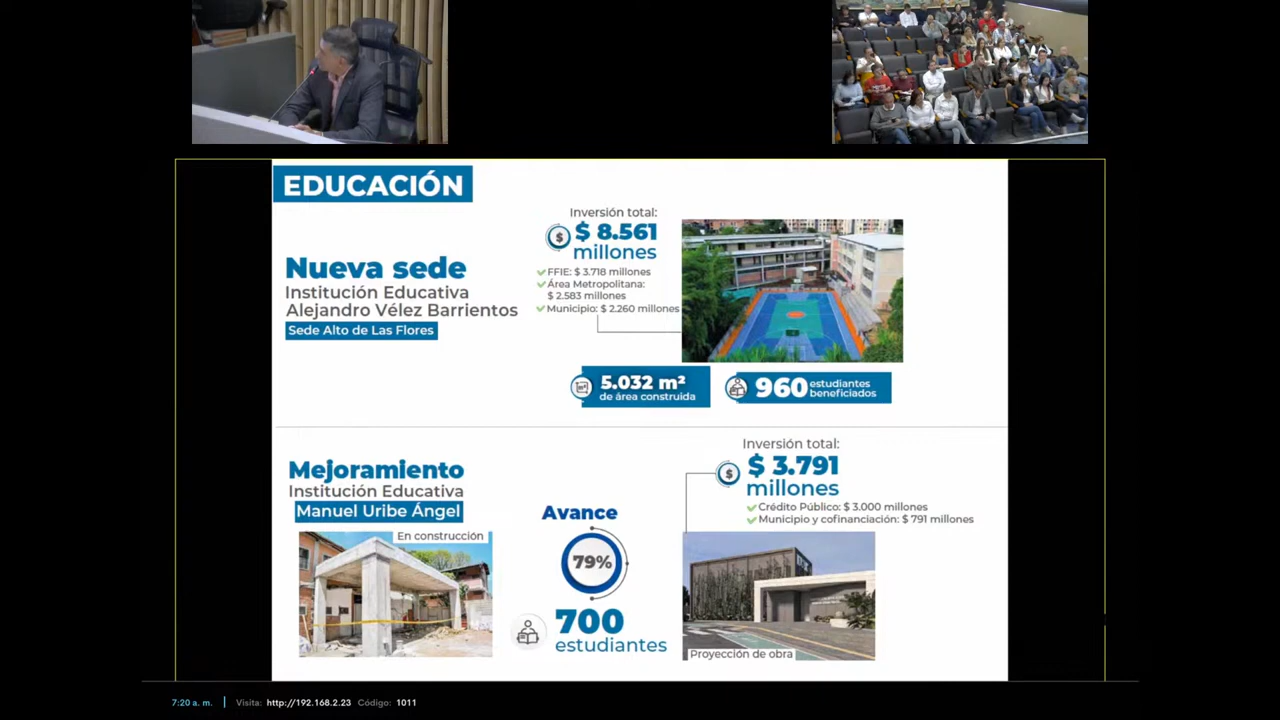 EDUCACIÓN
Nueva sede
Institución Educativa
Alejandro Vélez Barrientos
Sede Alto de Las Flores
Inversión total:
$ 8.561
millones
FFIE: $ 3.718 millones
Área Metropolitana:
$ 2.583 millones
Municipio: $ 2.260 millones
5.032 m²
de área construida
960 estudiantes
beneficiados
Mejoramiento
Institución Educativa
Manuel Uribe Ángel
En construcción
Avance
79%
700
estudiantes
Inversión total:
$ 3.791
millones
Crédito Público: $ 3.000 millones
Municipio y cofinanciación: $ 791 millones
Proyección de obra
7:20 a. m. | Visita: http://192.168.2.23 Código: 1011